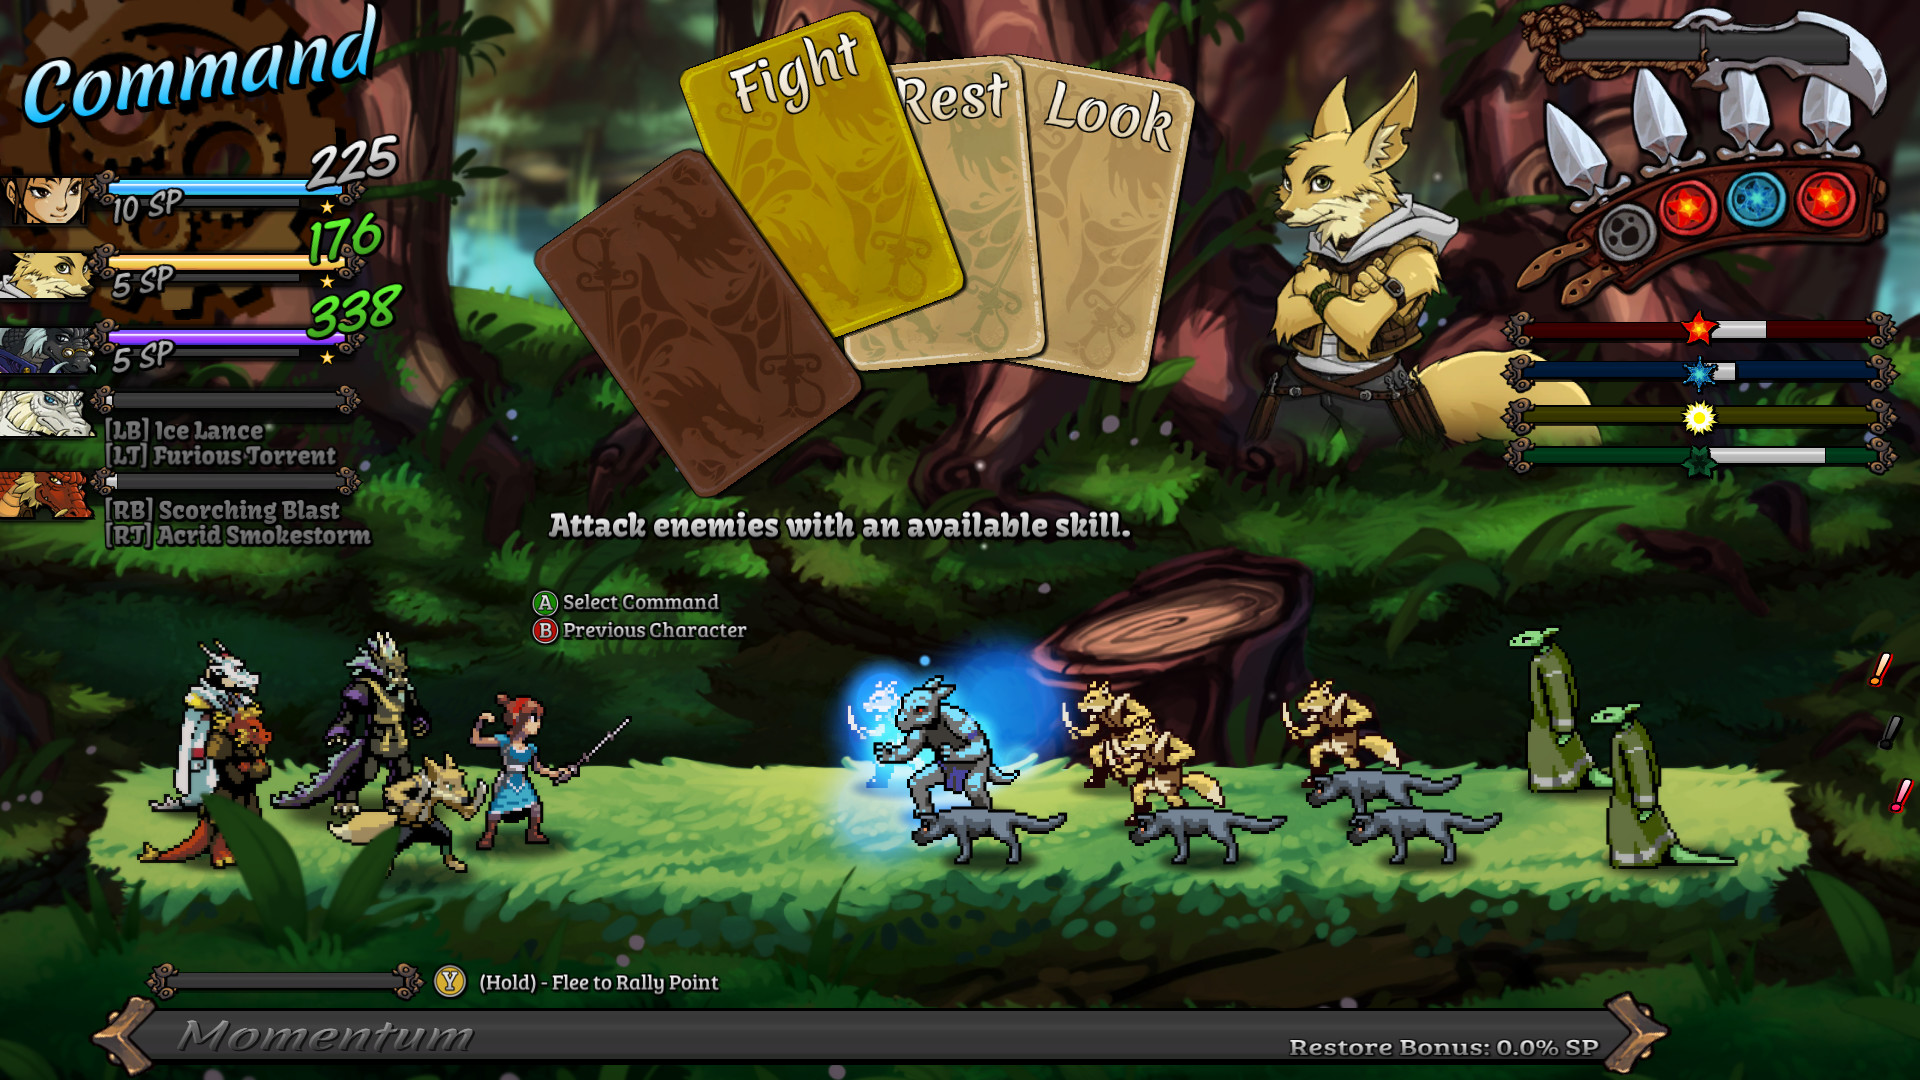 Command
225
10 SP
176
5 SP
338
5 SP
[LB] Ice Lance
[LT] Furious Torrent
[RB] Scorching Blast
[RT] Acrid Smokestorm
Fight
Rest
Look
Attack enemies with an available skill.
A Select Command
B Previous Character
Y (Hold) - Flee to Rally Point
Momentum
Restore Bonus: 0.0% SP